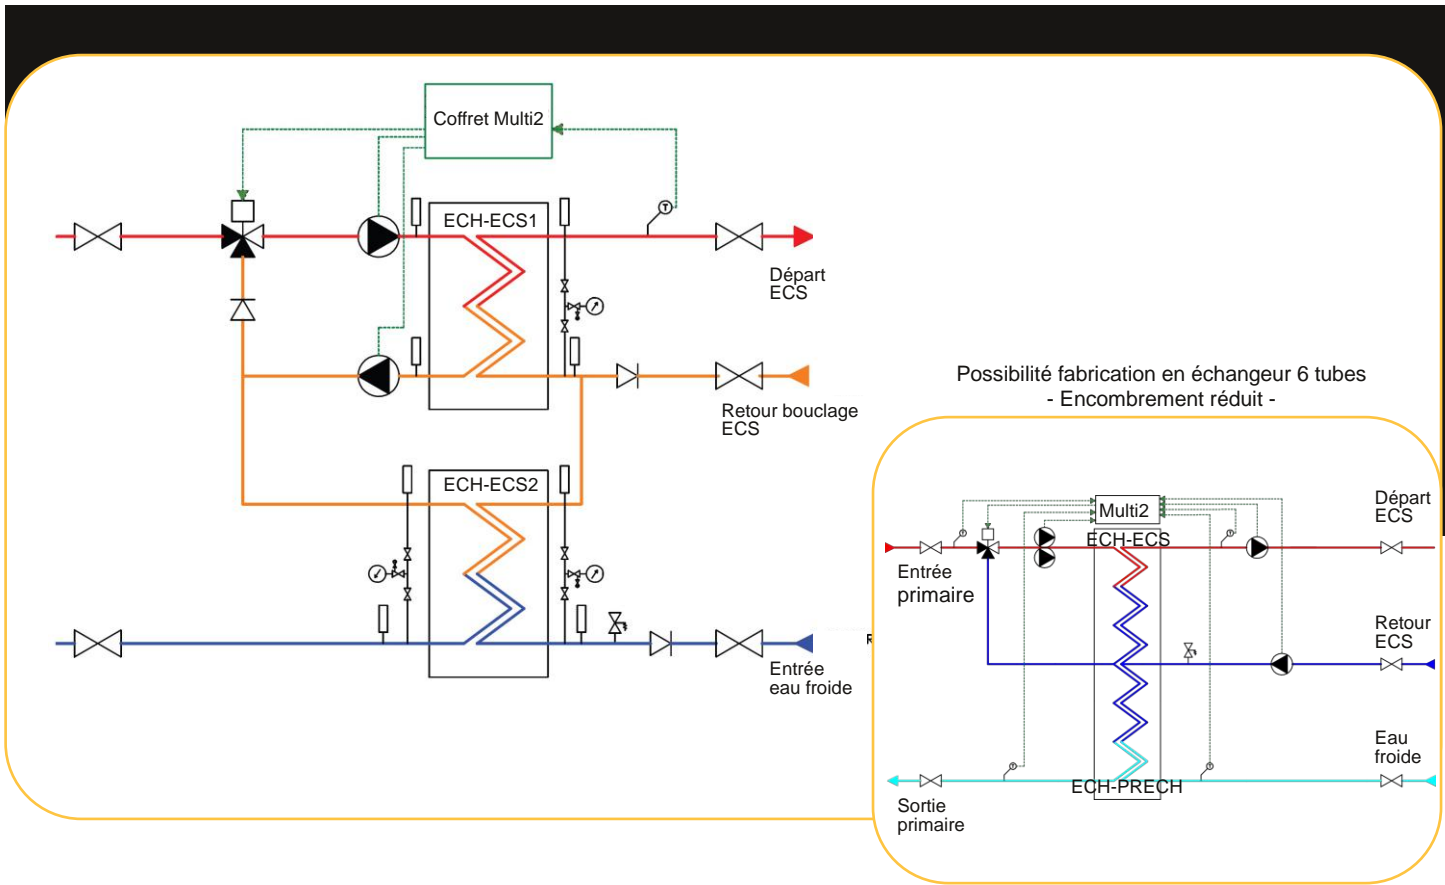 Coffret Multi2
ECH-ECS1
T
Départ
ECS
Retour bouclage
ECS
ECH-ECS2
Entrée
eau froide
Possibilité fabrication en échangeur 6 tubes
- Encombrement réduit -
Multi2
ECH-ECS
Départ
ECS
T
T
Entrée
primaire
Retour
ECS
R
Eau
froide
T
T
ECH-PRECH
Sortie
primaire